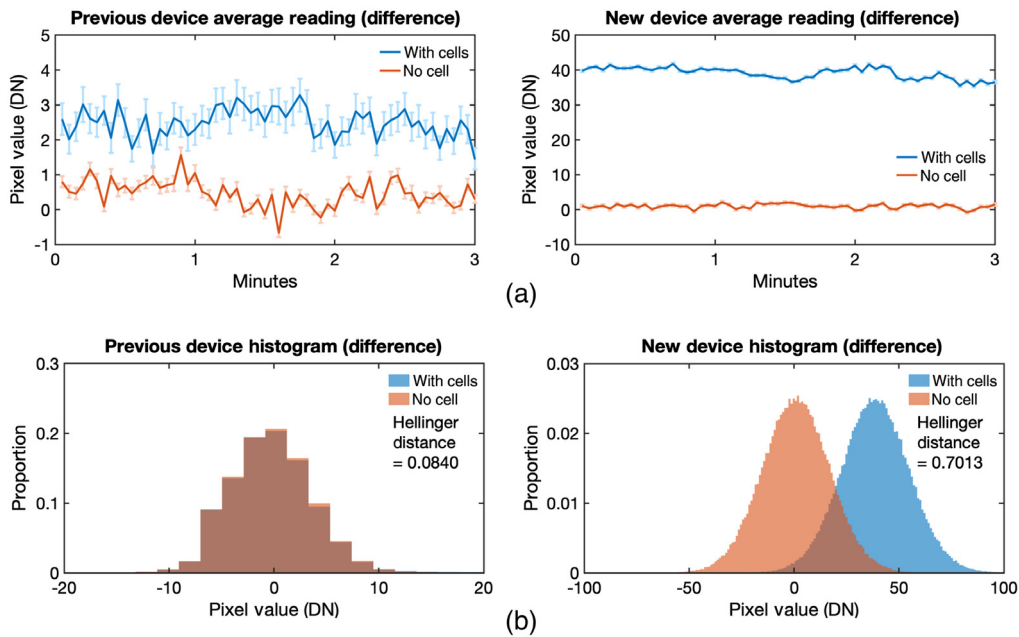 Previous device average reading (difference)
5
4
3
2
1
0
-1
Pixel value (DN)
With cells
No cell
0
1
2
3
Minutes
New device average reading (difference)
50
40
30
20
10
0
-10
Pixel value (DN)
With cells
No cell
0
1
2
3
Minutes
(a)
Previous device histogram (difference)
0.3
0.2
0.1
0
Proportion
With cells
No cell
Hellinger
distance
= 0.0840
-20
-10
0
10
20
Pixel value (DN)
New device histogram (difference)
0.03
0.02
0.01
0
Proportion
With cells
No cell
Hellinger
distance
= 0.7013
-100
-50
0
50
100
Pixel value (DN)
(b)